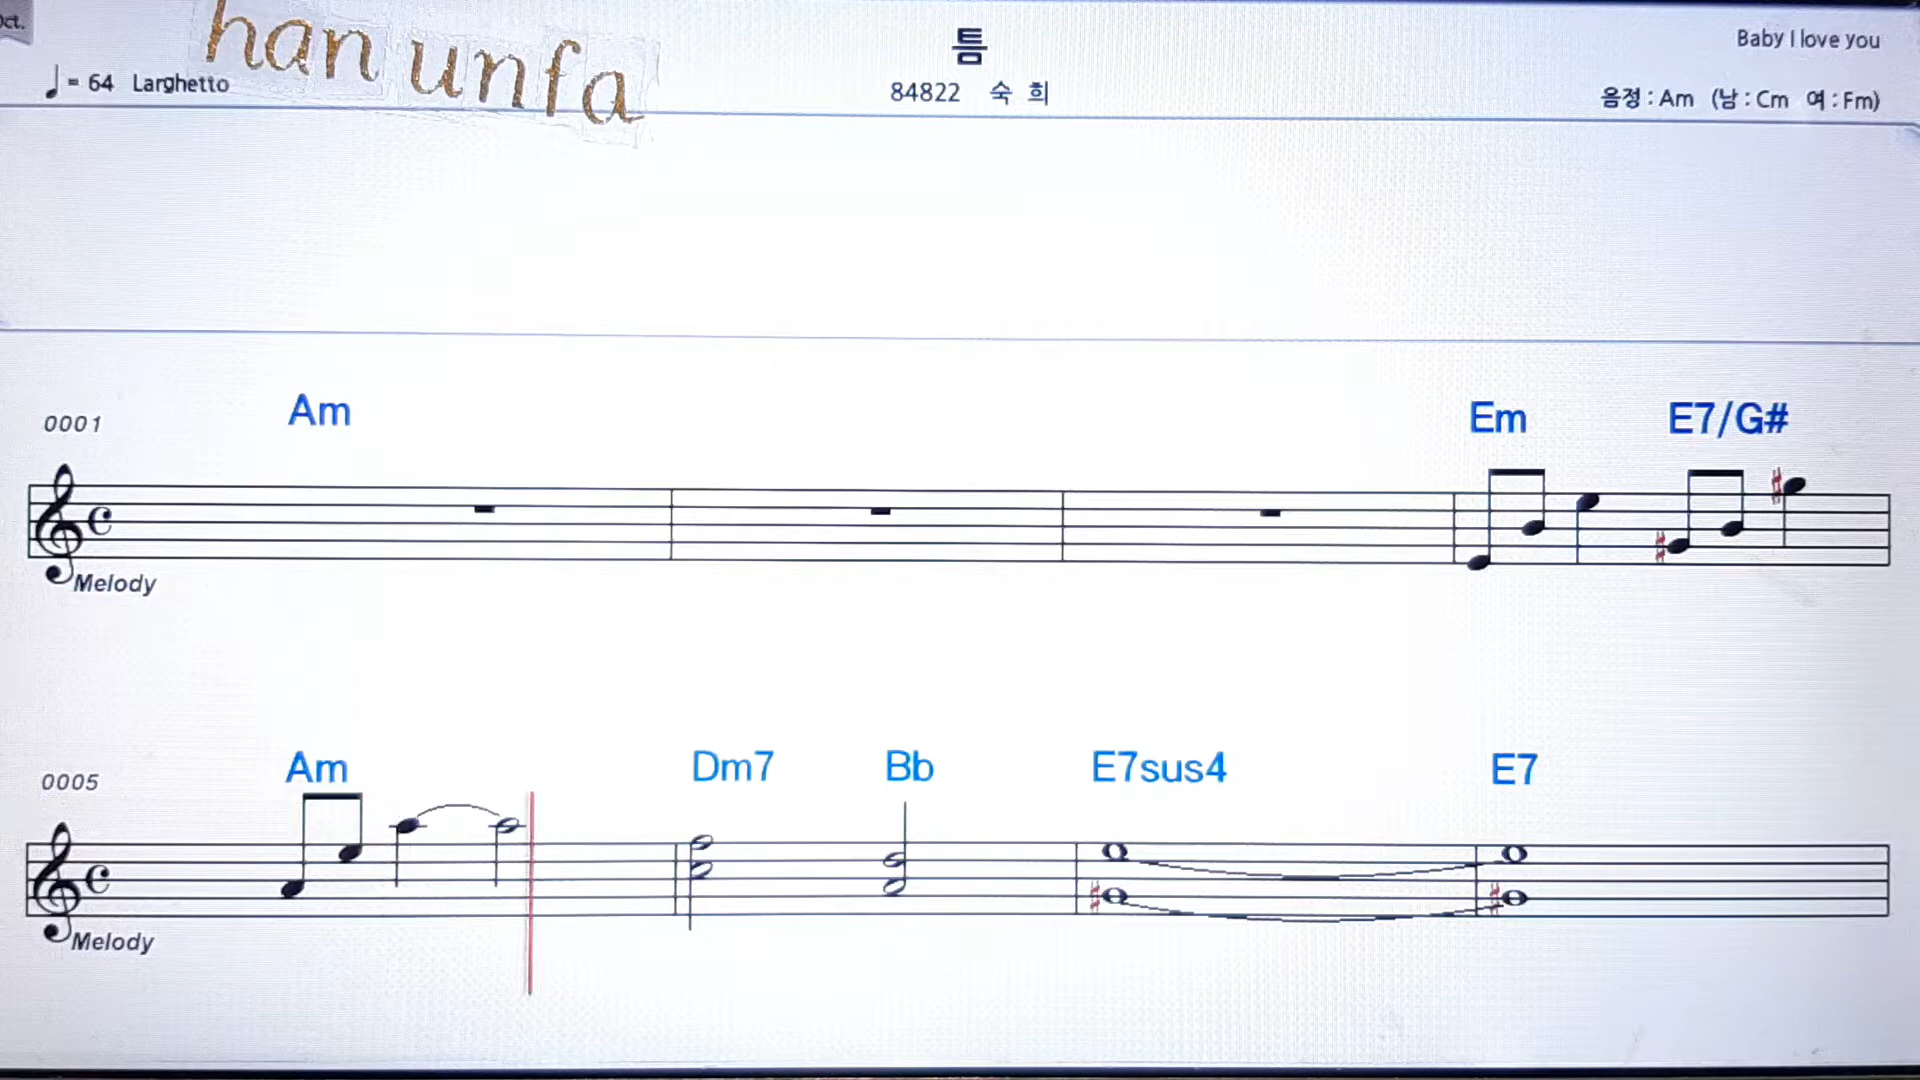 Oct.
han unfa
틈
Baby I love you
♩ = 64 Larghetto
84822 숙 희
음정 : Am (남 : Cm 여 : Fm)
0001 Am Em E7/G#
Melody
0005 Am Dm7 Bb E7sus4 E7
Melody